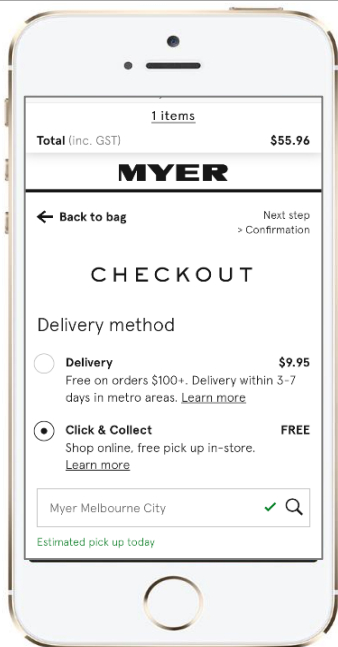 1 items
Total (inc. GST) $55.96
MYER
Back to bag
Next step
> Confirmation
CHECKOUT
Delivery method
Delivery $9.95
Free on orders $100+. Delivery within 3-7
days in metro areas. Learn more
Click & Collect FREE
Shop online, free pick up in-store.
Learn more
Myer Melbourne City
Estimated pick up today